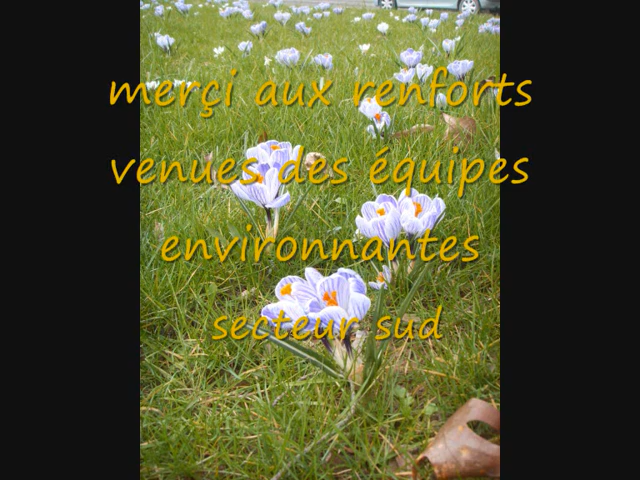 merçi aux renforts
venues des équipes
environnantes
secteur sud